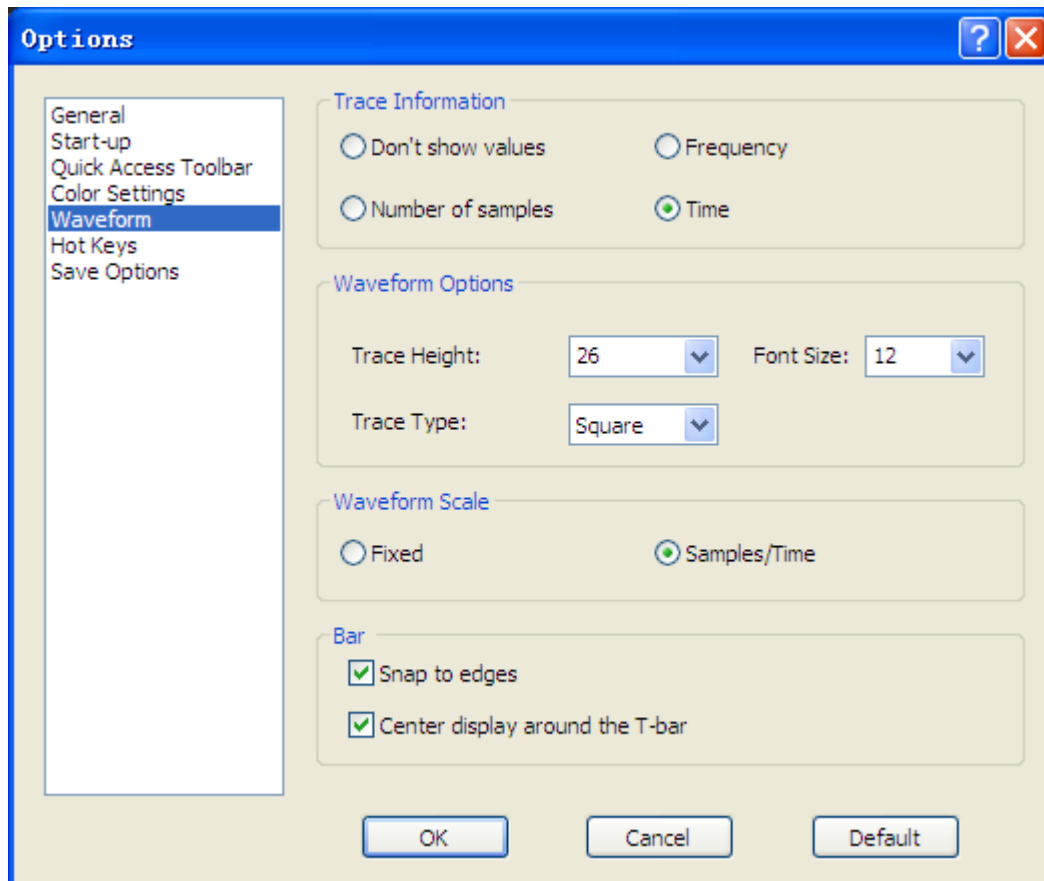 Options
General
Start-up
Quick Access Toolbar
Color Settings
Waveform
Hot Keys
Save Options
Trace Information
Don't show values
Frequency
Number of samples
Time
Waveform Options
Trace Height: 26 Font Size: 12
Trace Type: Square
Waveform Scale
Fixed
Samples/Time
Bar
Snap to edges
Center display around the T-bar
OK Cancel Default